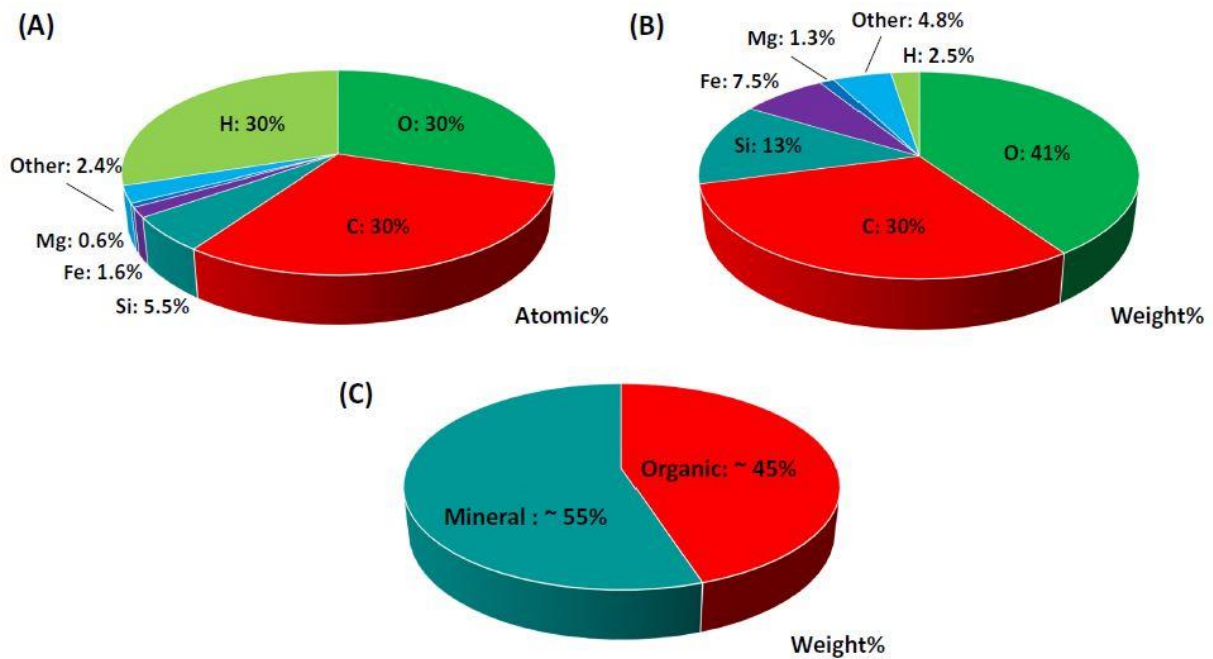 (A)
H: 30%
O: 30%
Other: 2.4%
C: 30%
Mg: 0.6%
Fe: 1.6%
Si: 5.5%
Atomic%
(B)
Other: 4.8%
Mg: 1.3%
H: 2.5%
Fe: 7.5%
Si: 13%
O: 41%
C: 30%
Weight%
(C)
Organic: ~ 45%
Mineral : ~ 55%
Weight%